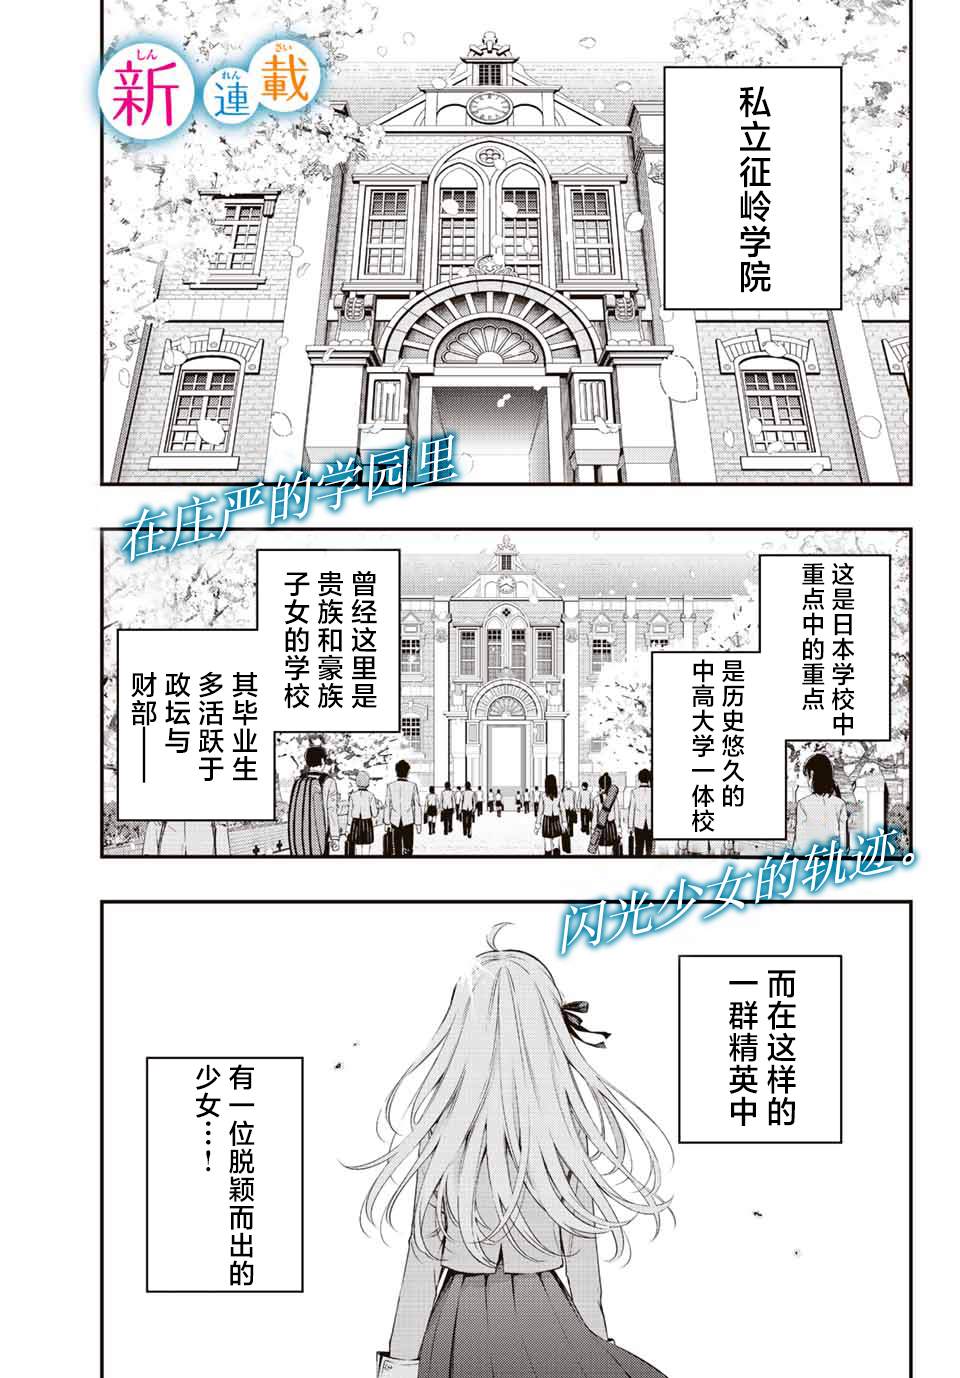 新連載
しん
れん
さい
私立征岭学院
在庄严的学园里
这是日本学校中
重点中的重点
是历史悠久的
中高大学一体校
曾经这里是
贵族和豪族
子女的学校
其毕业生
多活跃于
政坛与
财部——
闪光少女的轨迹。
而在这样的
一群精英中
有一位脱颖而出的
少女…！